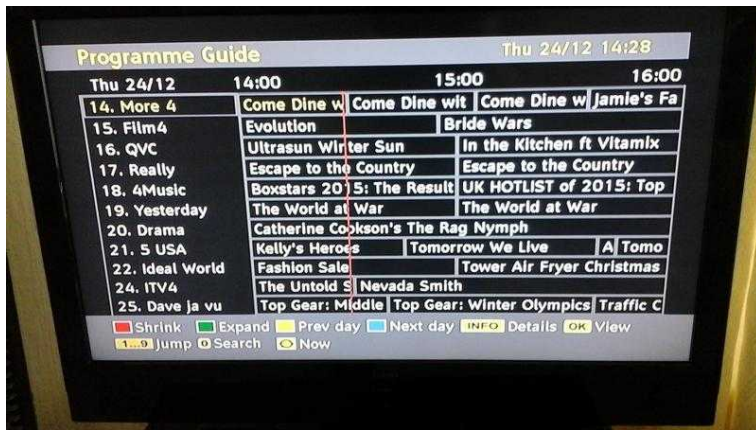 Programme Guide Thu 24/12 14:28
Thu 24/12 14:00 15:00 16:00
14. More 4 Come Dine w Come Dine wit Come Dine w Jamie's Fa
15. Film4 Evolution Bride Wars
16. QVC Ultrasun Winter Sun In the Kitchen ft Vitamix
17. Really Escape to the Country Escape to the Country
18. 4Music Boxstars 2015: The Result UK HOTLIST of 2015: Top
19. Yesterday The World at War The World at War
20. Drama Catherine Cookson's The Rag Nymph
21. 5 USA Kelly's Heroes Tomorrow We Live A Tomo
22. Ideal World Fashion Sale Tower Air Fryer Christmas
24. ITV4 The Untold S Nevada Smith
25. Dave ja vu Top Gear: Middle Top Gear: Winter Olympics Traffic C
Shrink Expand Prev day Next day INFO Details OK View
1...9 Jump 0 Search Now